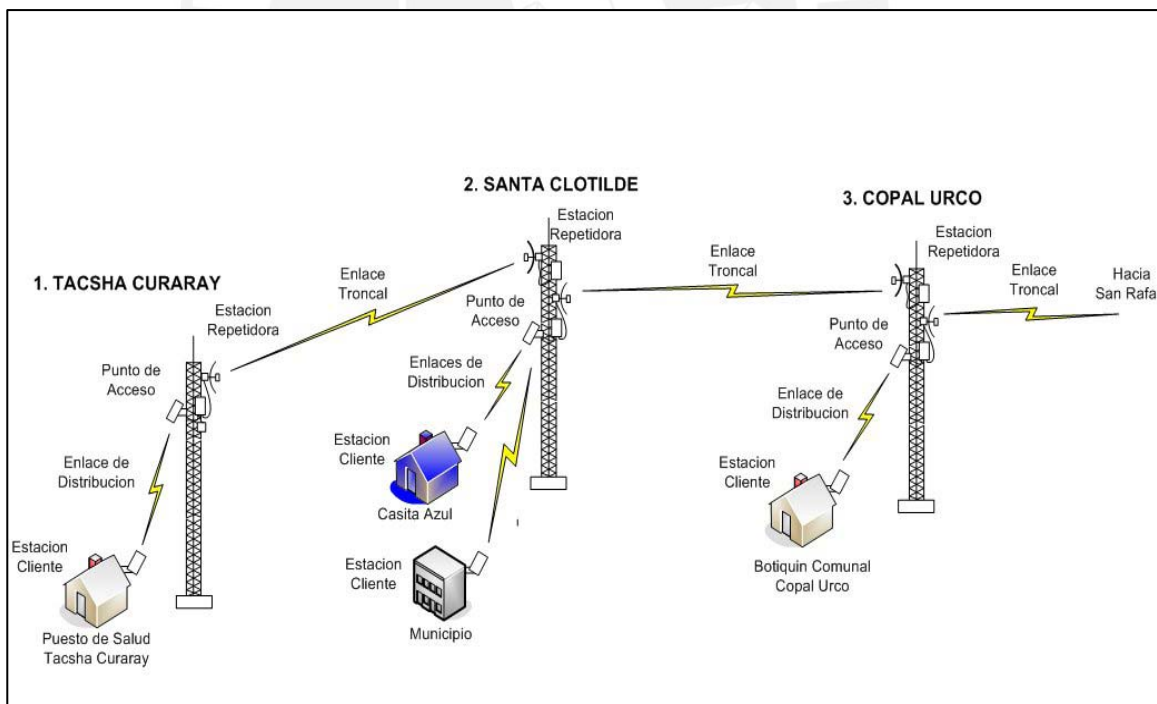 1. TACSHA CURARAY
Estacion
Repetidora
Punto de
Acceso
Enlace de
Distribucion
Estacion
Cliente
Puesto de Salud
Tacsha Curaray
Enlace
Troncal
2. SANTA CLOTILDE
Estacion
Repetidora
Punto de
Acceso
Enlaces de
Distribucion
Estacion
Cliente
Casita Azul
Estacion
Cliente
Municipio
Enlace
Troncal
3. COPAL URCO
Estacion
Repetidora
Punto de
Acceso
Enlace de
Distribucion
Estacion
Cliente
Botiquin Comunal
Copal Urco
Enlace
Troncal
Hacia
San Rafa